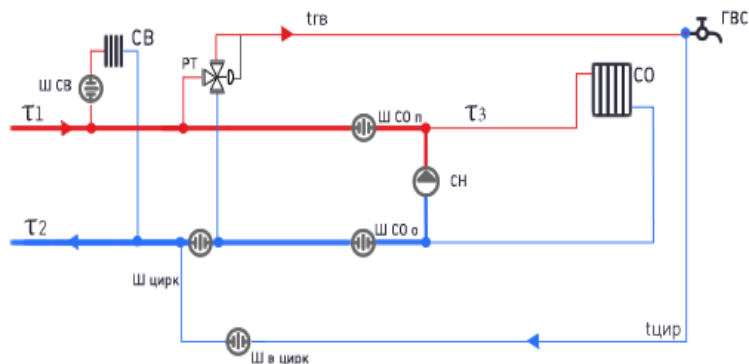 ГВС
tгв
СВ
РТ
СО
Ш СВ
τ1
Ш СО п
τ3
СН
τ2
Ш СО о
Ш цирк
tцир
Ш в цирк